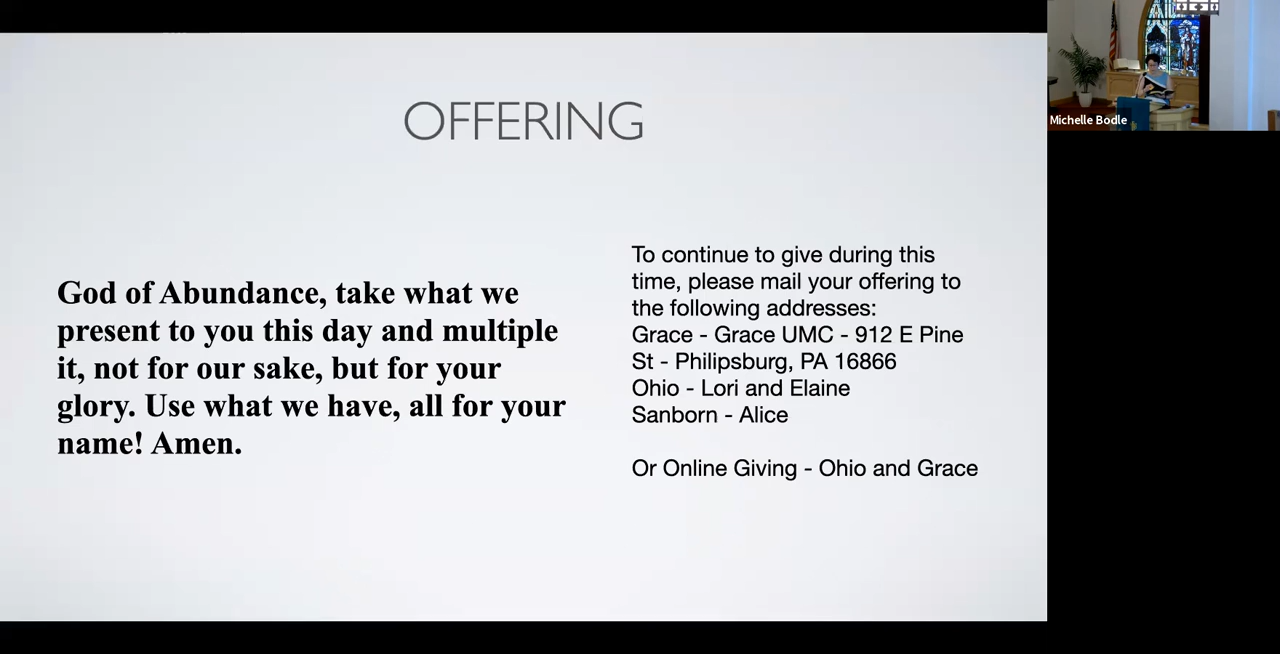 OFFERING
God of Abundance, take what we
present to you this day and multiple
it, not for our sake, but for your
glory. Use what we have, all for your
name! Amen.
To continue to give during this
time, please mail your offering to
the following addresses:
Grace - Grace UMC - 912 E Pine
St - Philipsburg, PA 16866
Ohio - Lori and Elaine
Sanborn - Alice
Or Online Giving - Ohio and Grace
Michelle Bodle